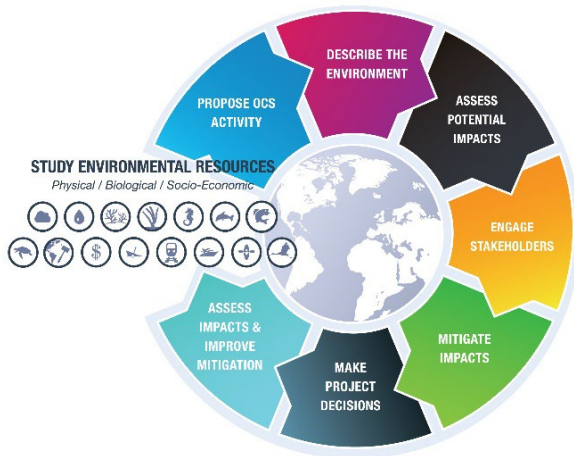 DESCRIBE THE
ENVIRONMENT
PROPOSE OCS
ACTIVITY
ASSESS
POTENTIAL
IMPACTS
STUDY ENVIRONMENTAL RESOURCES
Physical / Biological / Socio-Economic
$
ENGAGE
STAKEHOLDERS
MITIGATE
IMPACTS
MAKE
PROJECT
DECISIONS
ASSESS
IMPACTS &
IMPROVE
MITIGATION